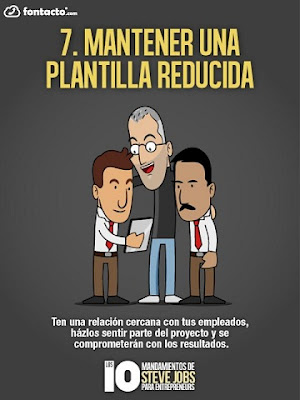 fontacto.com
7. MANTENER UNA
PLANTILLA REDUCIDA
Ten una relación cercana con tus empleados,
házlos sentir parte del proyecto y se
comprometerán con los resultados.
LOS 10 MANDAMIENTOS DE
STEVE JOBS
PARA ENTREPRENEURS